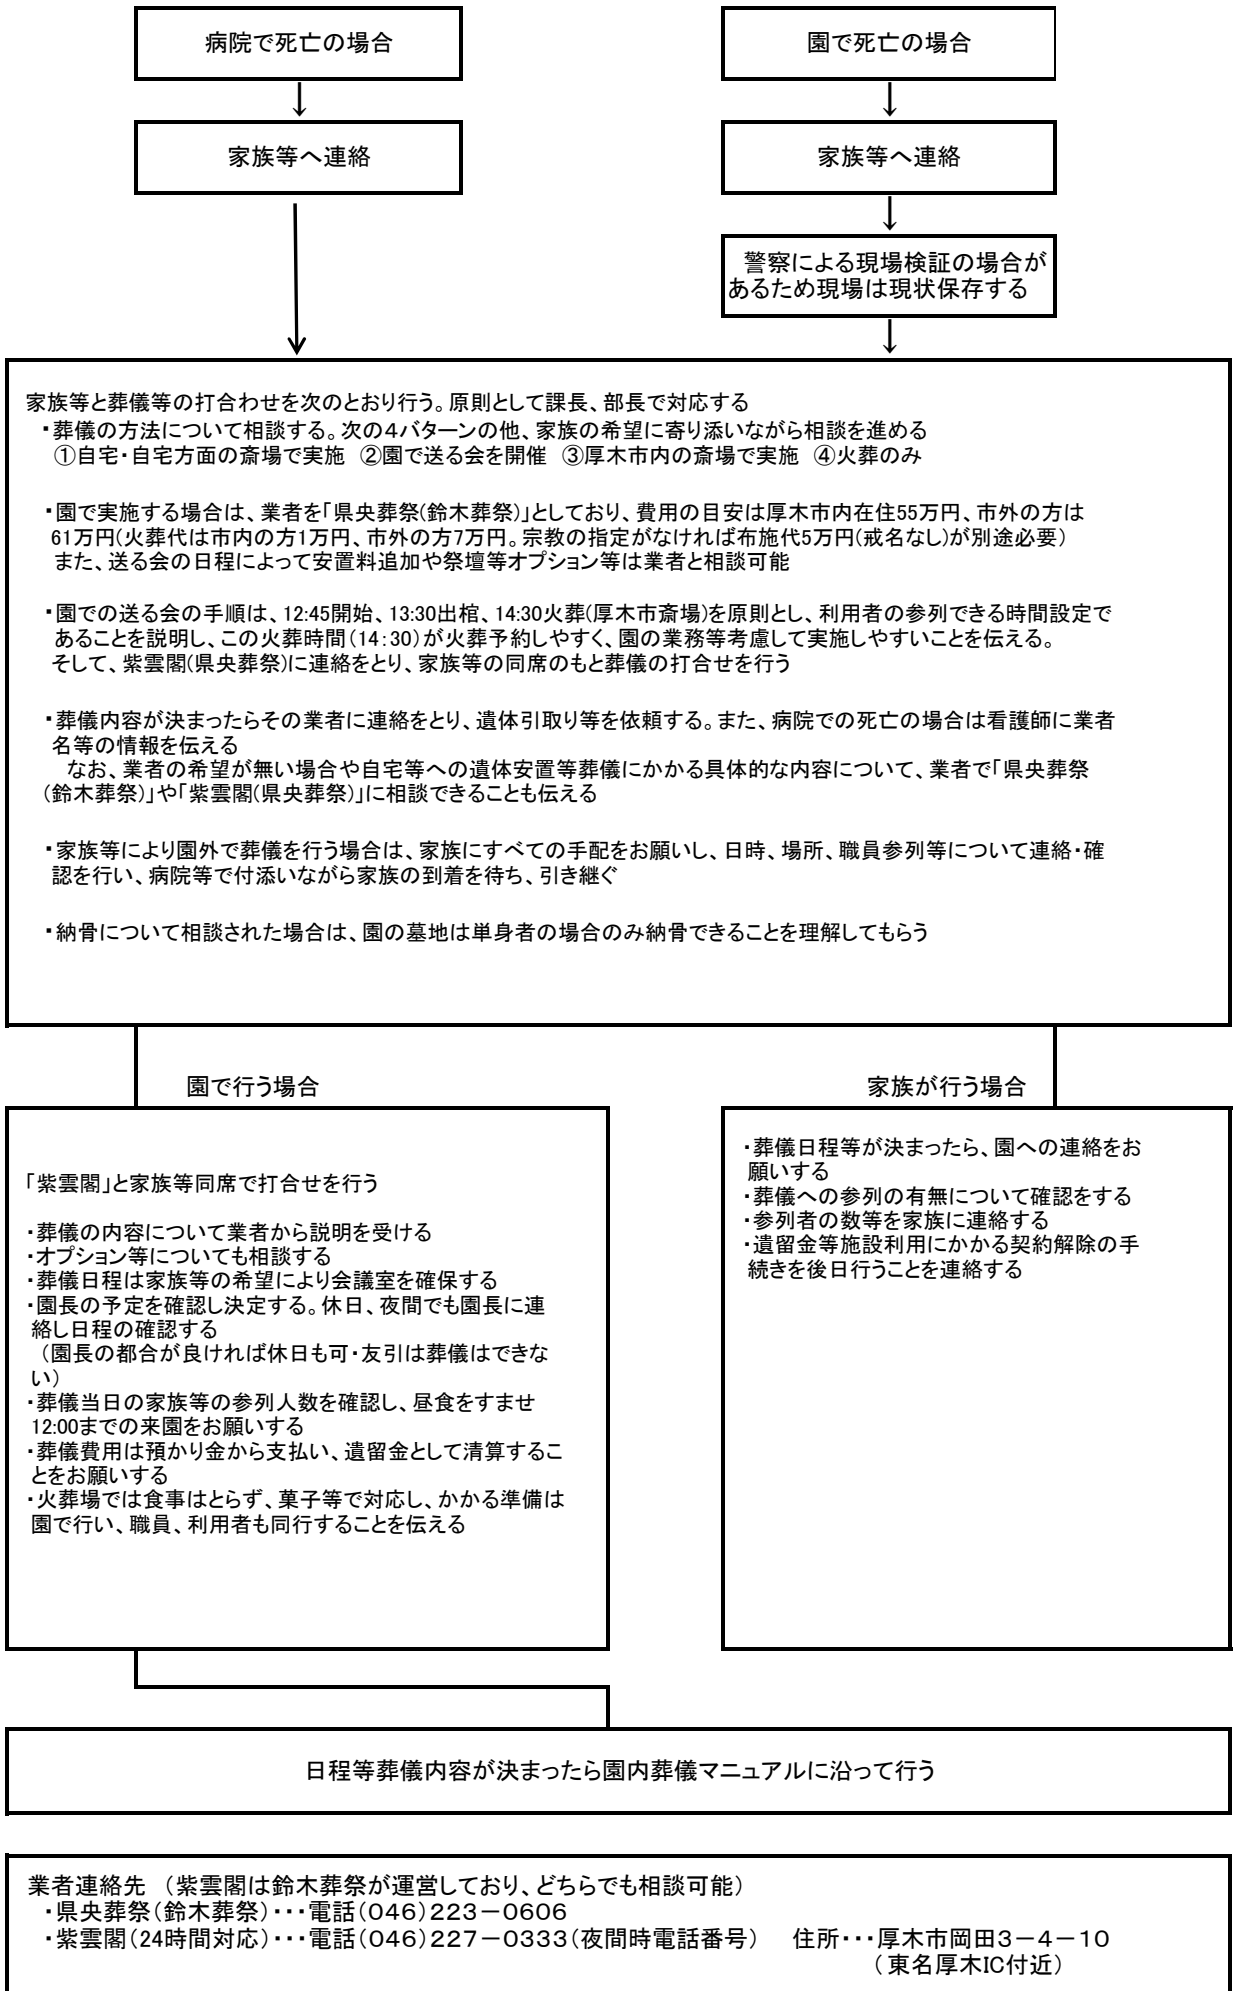 病院で死亡の場合
園で死亡の場合
↓
↓
家族等へ連絡
家族等へ連絡
↓
警察による現場検証の場合が
あるため現場は現状保存する
↓
家族等と葬儀等の打合わせを次のとおり行う。原則として課長、部長で対応する
・葬儀の方法について相談する。次の4バターンの他、家族の希望に寄り添いながら相談を進める
①自宅・自宅方面の斎場で実施 ②園で送る会を開催 ③厚木市内の斎場で実施 ④火葬のみ
・園で実施する場合は、業者を「県央葬祭(鈴木葬祭)」としており、費用の目安は厚木市内在住55万円、市外の方は
61万円(火葬代は市内の方1万円、市外の方7万円。宗教の指定がなければ布施代5万円(戒名なし)が別途必要)
また、送る会の日程によって安置料追加や祭壇等オプション等は業者と相談可能
・園での送る会の手順は、12:45開始、13:30出棺、14:30火葬(厚木市斎場)を原則とし、利用者の参列できる時間設定で
あることを説明し、この火葬時間(14:30)が火葬予約しやすく、園の業務等考慮して実施しやすいことを伝える。
そして、紫雲閣(県央葬祭)に連絡をとり、家族等の同席のもと葬儀の打合せを行う
・葬儀内容が決まったらその業者に連絡をとり、遺体引取り等を依頼する。また、病院での死亡の場合は看護師に業者
名等の情報を伝える
なお、業者の希望が無い場合や自宅等への遺体安置等葬儀にかかる具体的な内容について、業者で「県央葬祭
(鈴木葬祭)」や「紫雲閣(県央葬祭)」に相談できることも伝える
・家族等により園外で葬儀を行う場合は、家族にすべての手配をお願いし、日時、場所、職員参列等について連絡・確
認を行い、病院等で付添いながら家族の到着を待ち、引き継ぐ
・納骨について相談された場合は、園の墓地は単身者の場合のみ納骨できることを理解してもらう
園で行う場合
家族が行う場合
「紫雲閣」と家族等同席で打合せを行う
・葬儀の内容について業者から説明を受ける
・オプション等についても相談する
・葬儀日程は家族等の希望により会議室を確保する
・園長の予定を確認し決定する。休日、夜間でも園長に連
絡し日程の確認する
(園長の都合が良ければ休日も可・友引は葬儀はできな
い)
・葬儀当日の家族等の参列人数を確認し、昼食をすませ
12:00までの来園をお願いする
・葬儀費用は預かり金から支払い、遺留金として清算するこ
とをお願いする
・火葬場では食事はとらず、菓子等で対応し、かかる準備は
園で行い、職員、利用者も同行することを伝える
・葬儀日程等が決まったら、園への連絡をお
願いする
・葬儀への参列の有無について確認をする
・参列者の数等を家族に連絡する
・遺留金等施設利用にかかる契約解除の手
続きを後日行うことを連絡する
日程等葬儀内容が決まったら園内葬儀マニュアルに沿って行う
業者連絡先 (紫雲閣は鈴木葬祭が運営しており、どちらでも相談可能)
・県央葬祭(鈴木葬祭)・・・電話(046)223-0606
・紫雲閣(24時間対応)・・・電話(046)227-0333(夜間時電話番号) 住所・・・厚木市岡田3-4-10
(東名厚木IC付近)